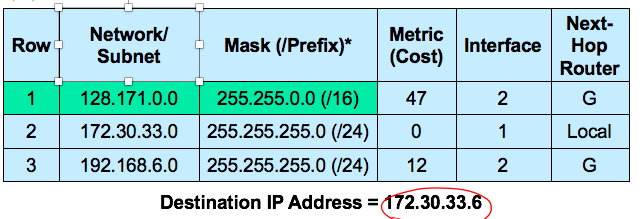 Row Network/ Subnet Mask (/Prefix)* Metric (Cost) Interface Next-Hop Router
1 128.171.0.0 255.255.0.0 (/16) 47 2 G
2 172.30.33.0 255.255.255.0 (/24) 0 1 Local
3 192.168.6.0 255.255.255.0 (/24) 12 2 G
Destination IP Address = 172.30.33.6